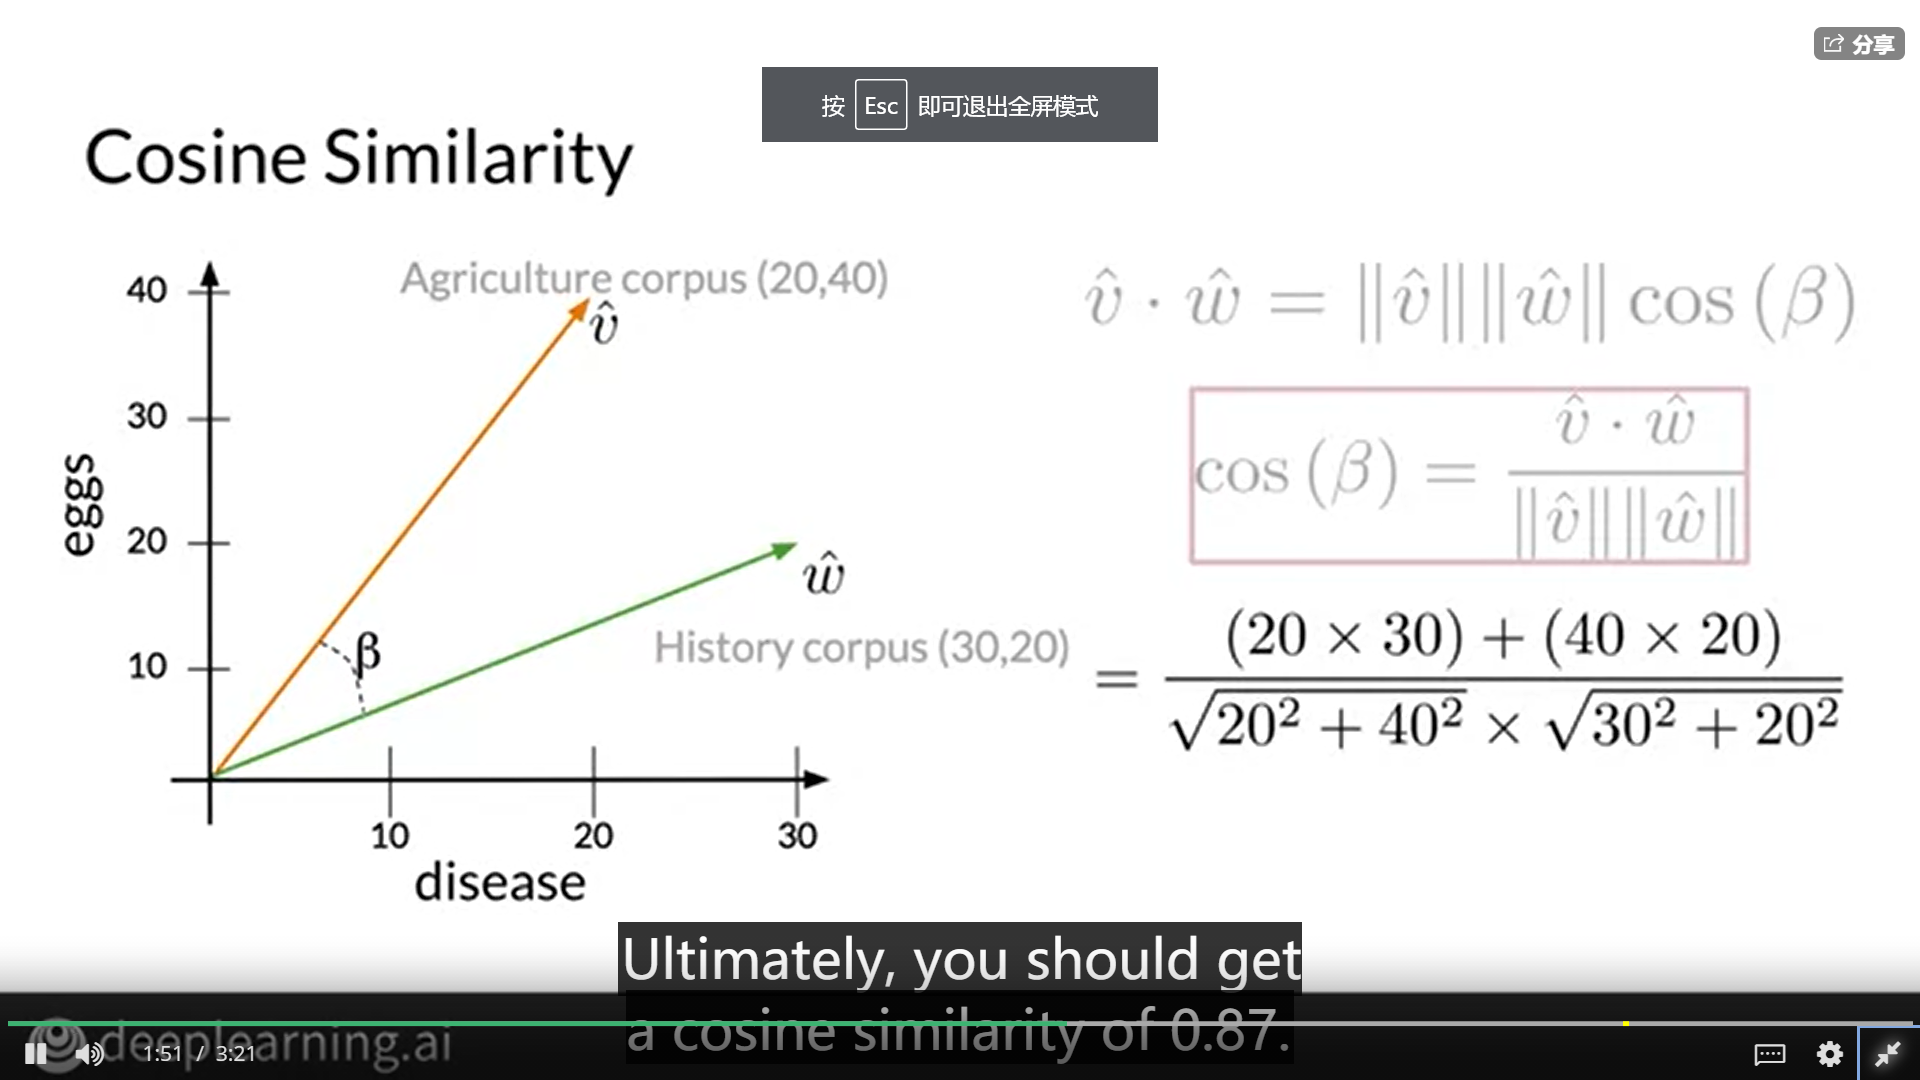 分享
按 Esc 即可退出全屏模式
Cosine Similarity
Agriculture corpus (20,40)
v̂
ŵ
History corpus (30,20)
β
eggs
40
30
20
10
10 20 30
disease
v̂ · ŵ = ||v̂|| ||ŵ|| cos (β)
cos (β) = v̂ · ŵ / ||v̂|| ||ŵ||
= (20 × 30) + (40 × 20) / √20² + 40² × √30² + 20²
Ultimately, you should get
a cosine similarity of 0.87.
deeplearning.ai
1:51 / 3:21